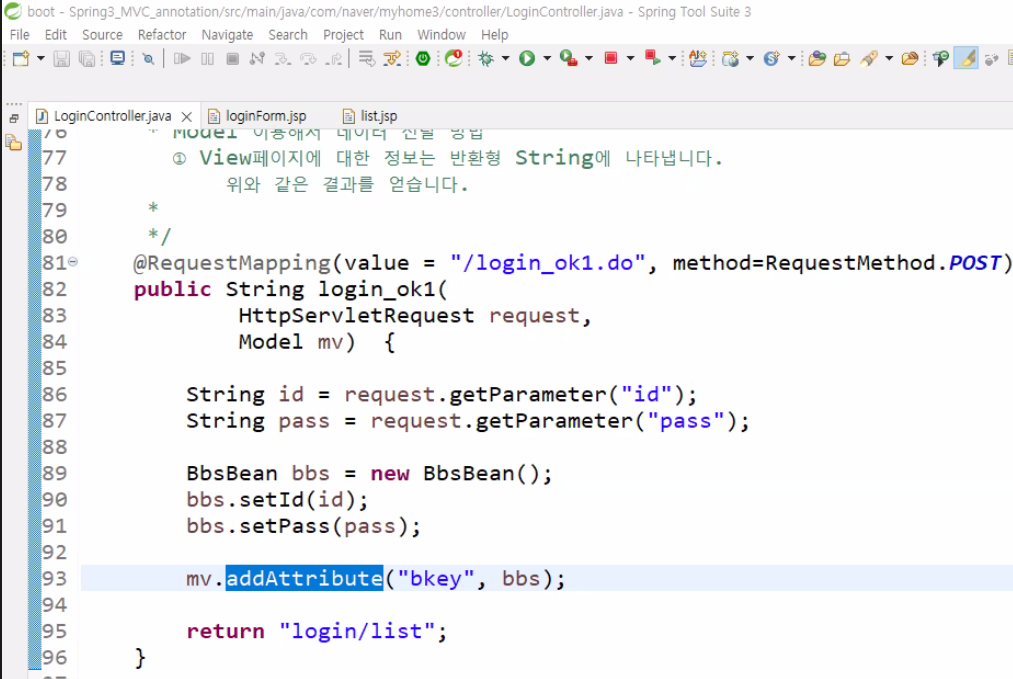 boot - Spring3_MVC_annotation/src/main/java/com/naver/myhome3/controller/LoginController.java - Spring Tool Suite 3
File Edit Source Refactor Navigate Search Project Run Window Help
LoginController.java loginForm.jsp list.jsp
76 * Model 이용해서 데이터 전달 방법
77 ① View페이지에 대한 정보는 반환형 String에 나타냅니다.
78 위와 같은 결과를 얻습니다.
79 *
80 */
81 @RequestMapping(value = "/login_ok1.do", method=RequestMethod.POST)
82 public String login_ok1(
83 HttpServletRequest request,
84 Model mv) {
85
86 String id = request.getParameter("id");
87 String pass = request.getParameter("pass");
88
89 BbsBean bbs = new BbsBean();
90 bbs.setId(id);
91 bbs.setPass(pass);
92
93 mv.addAttribute("bkey", bbs);
94
95 return "login/list";
96 }